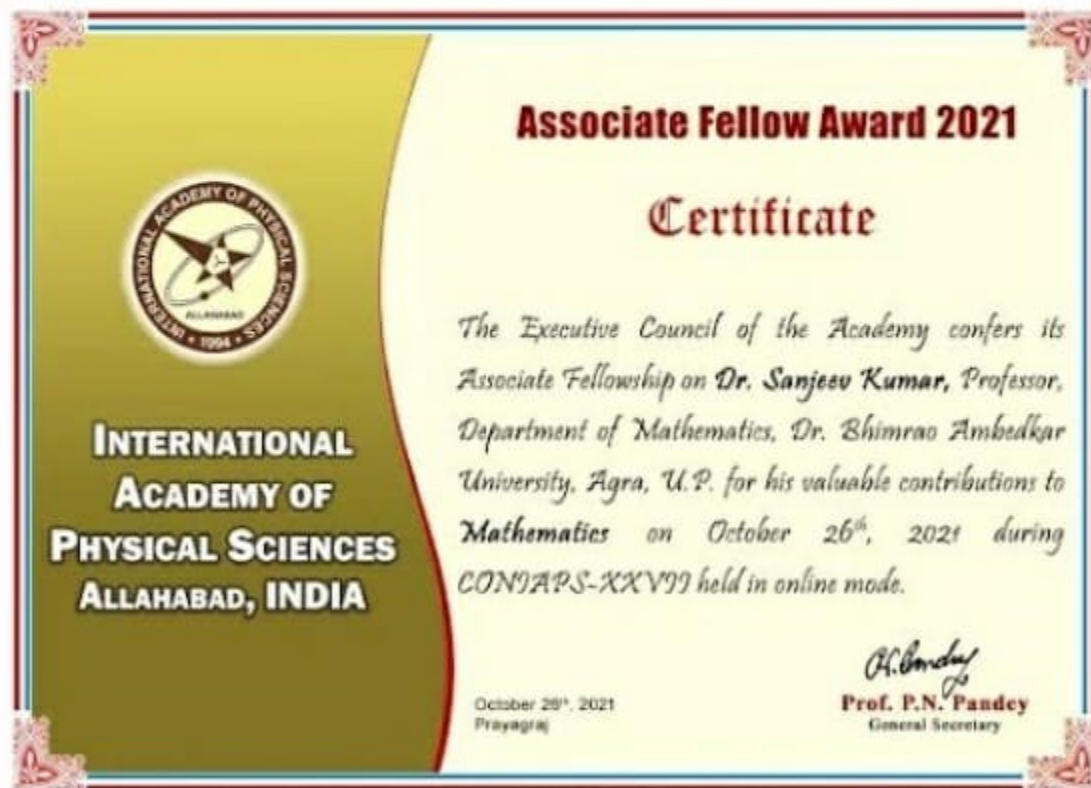 INTERNATIONAL ACADEMY OF PHYSICAL SCIENCES
ALLAHABAD
• 1994 •
INTERNATIONAL
ACADEMY OF
PHYSICAL SCIENCES
ALLAHABAD, INDIA
Associate Fellow Award 2021
Certificate
The Executive Council of the Academy confers its
Associate Fellowship on Dr. Sanjeev Kumar, Professor,
Department of Mathematics, Dr. Bhimrao Ambedkar
University, Agra, U.P. for his valuable contributions to
Mathematics on October 26th, 2021 during
CONIAPS-XXVII held in online mode.
October 26th, 2021
Prayagraj
Prof. P.N. Pandey
General Secretary